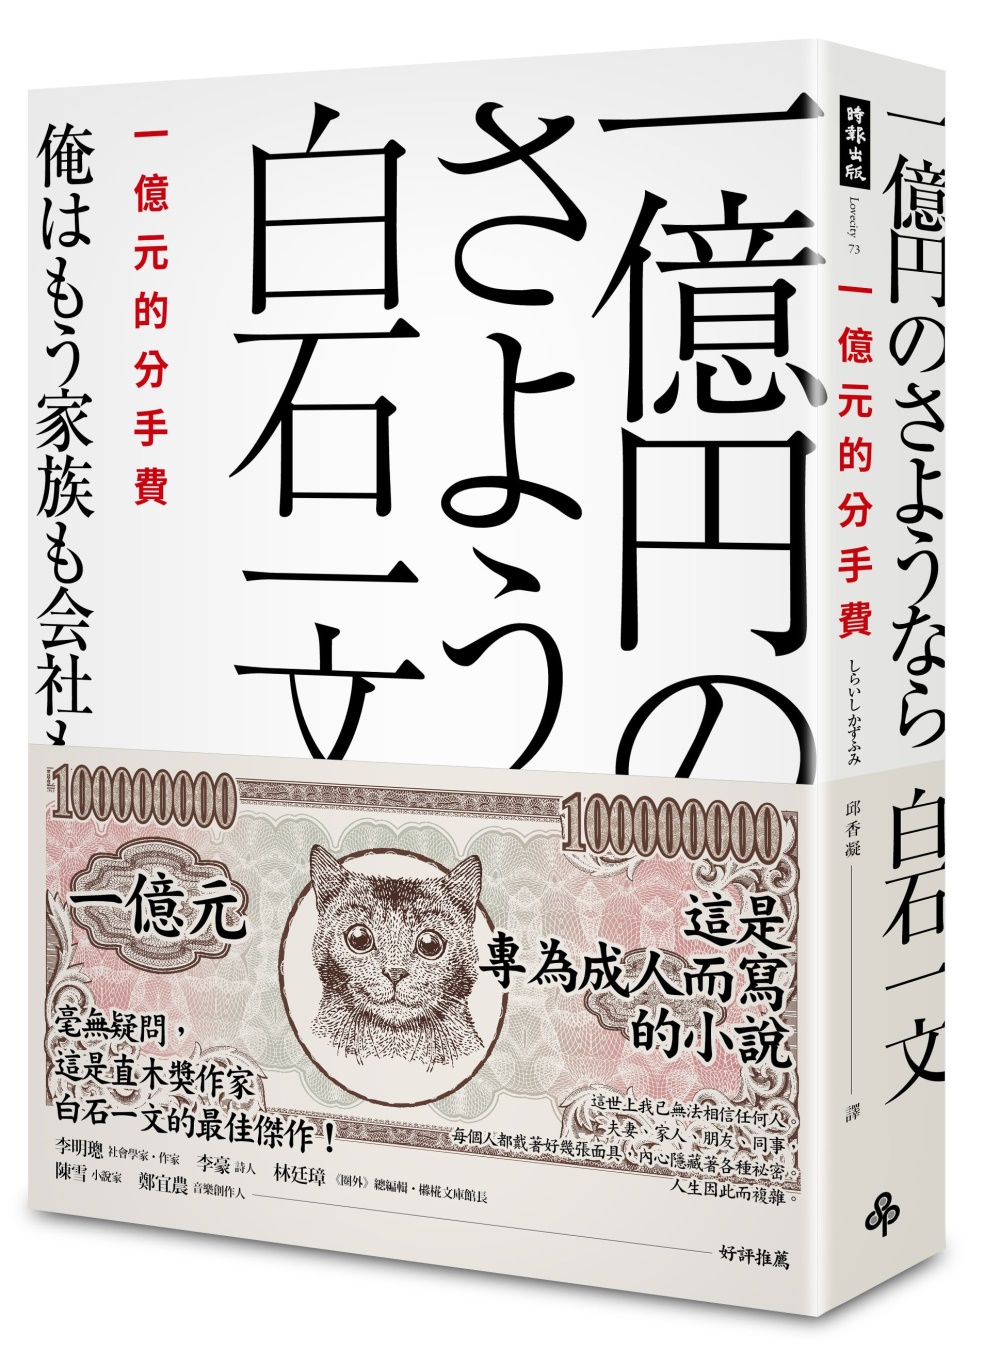 一億円の
さよう
白石一文
一億元的分手費
俺はもう家族も会社も
時報出版
Lovecity 73
一億元的分手費
しらいしかずふみ
邱香凝
譯
一億円のさようなら
白石一文
100000000
100000000
一億元
這是
專為成人而寫
的小說
毫無疑問，
這是直木獎作家
白石一文的最佳傑作！
這世上我已無法相信任何人。
夫妻、家人、朋友、同事，
每個人都戴著好幾張面具，內心隱藏著各種祕密。
人生因此而複雜。
李明璁 社會學家・作家 李豪 詩人 林廷璋 《圈外》總編輯・櫞椛文庫館長
陳雪 小說家 鄭宜農 音樂創作人
好評推薦